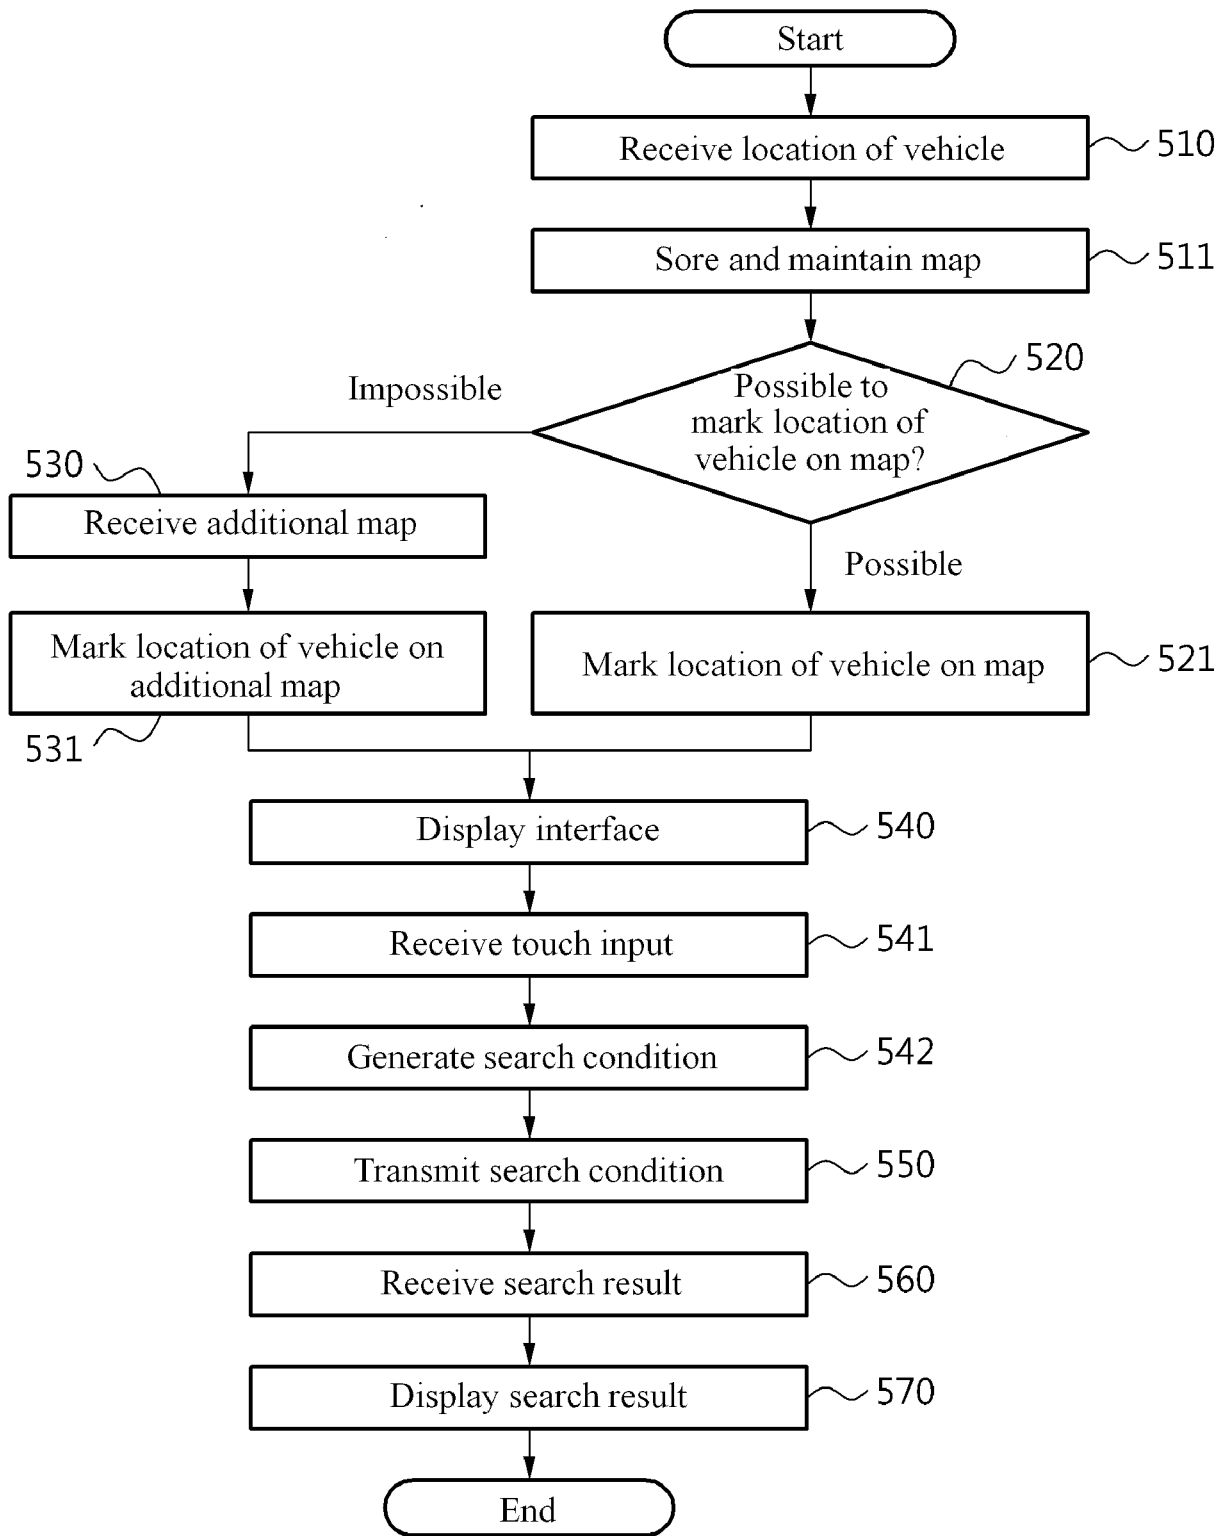 Start
Receive location of vehicle
510
Sore and maintain map
511
520
Possible to
mark location of
vehicle on map?
Impossible
Possible
530
Receive additional map
Mark location of vehicle on
additional map
531
Mark location of vehicle on map
521
Display interface
540
Receive touch input
541
Generate search condition
542
Transmit search condition
550
Receive search result
560
Display search result
570
End